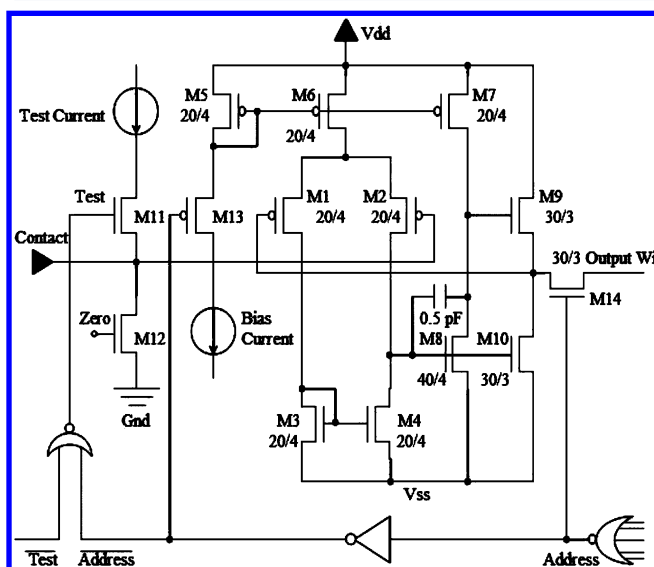 Vdd
M5
20/4
M6
20/4
M7
20/4
Test Current
Test
M11
M13
M1
20/4
M2
20/4
M9
30/3
Contact
30/3 Output Wi
M14
Zero
M12
Bias
Current
0.5 pF
M8
40/4
M10
30/3
Gnd
M3
20/4
M4
20/4
Vss
Test
Address
Address